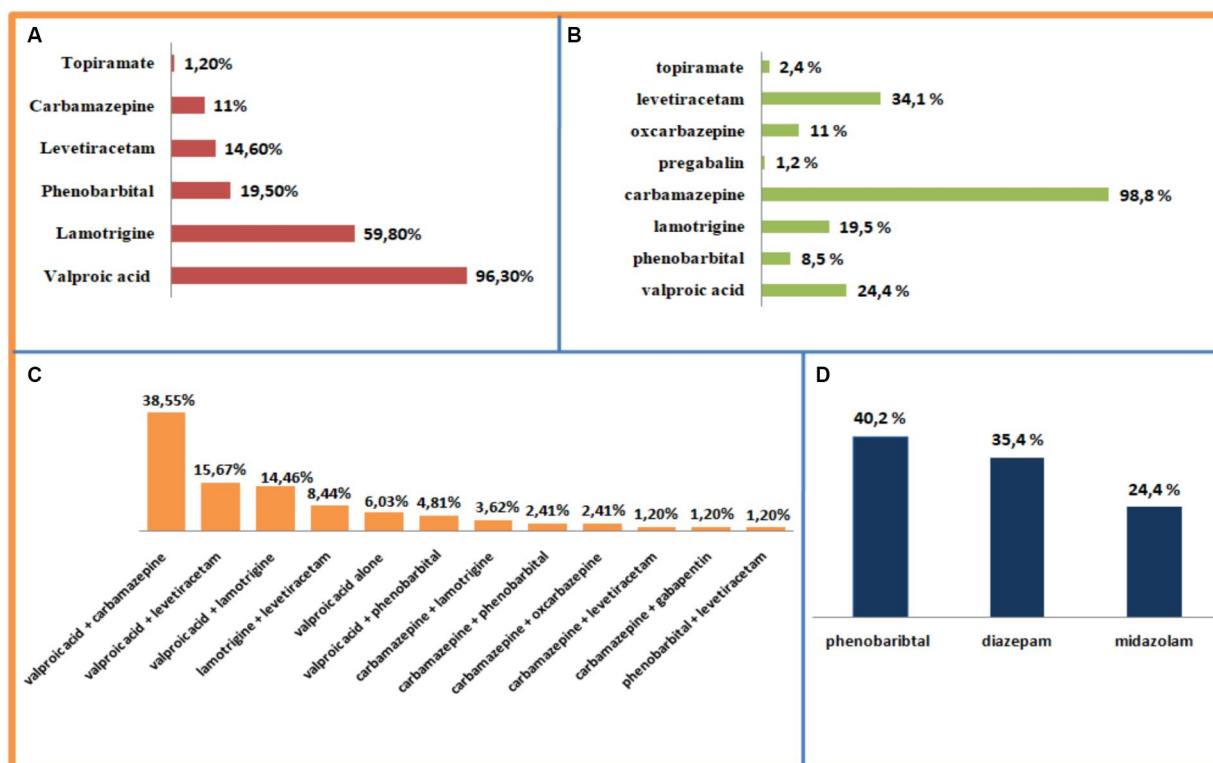 A
Topiramate 1,20%
Carbamazepine 11%
Levetiracetam 14,60%
Phenobarbital 19,50%
Lamotrigine 59,80%
Valproic acid 96,30%
B
topiramate 2,4 %
levetiracetam 34,1 %
oxcarbazepine 11 %
pregabalin 1,2 %
carbamazepine 98,8 %
lamotrigine 19,5 %
phenobarbital 8,5 %
valproic acid 24,4 %
C
38,55%
15,67%
14,46%
8,44%
6,03%
4,81%
3,62%
2,41%
2,41%
1,20%
1,20%
1,20%
valproic acid + carbamazepine
valproic acid + levetiracetam
valproic acid + lamotrigine
lamotrigine + levetiracetam
valproic acid alone
valproic acid + phenobarbital
carbamazepine + lamotrigine
carbamazepine + phenobarbital
carbamazepine + oxcarbazepine
carbamazepine + levetiracetam
carbamazepine + gabapentin
phenobarbital + levetiracetam
D
40,2 %
35,4 %
24,4 %
phenobaribtal
diazepam
midazolam